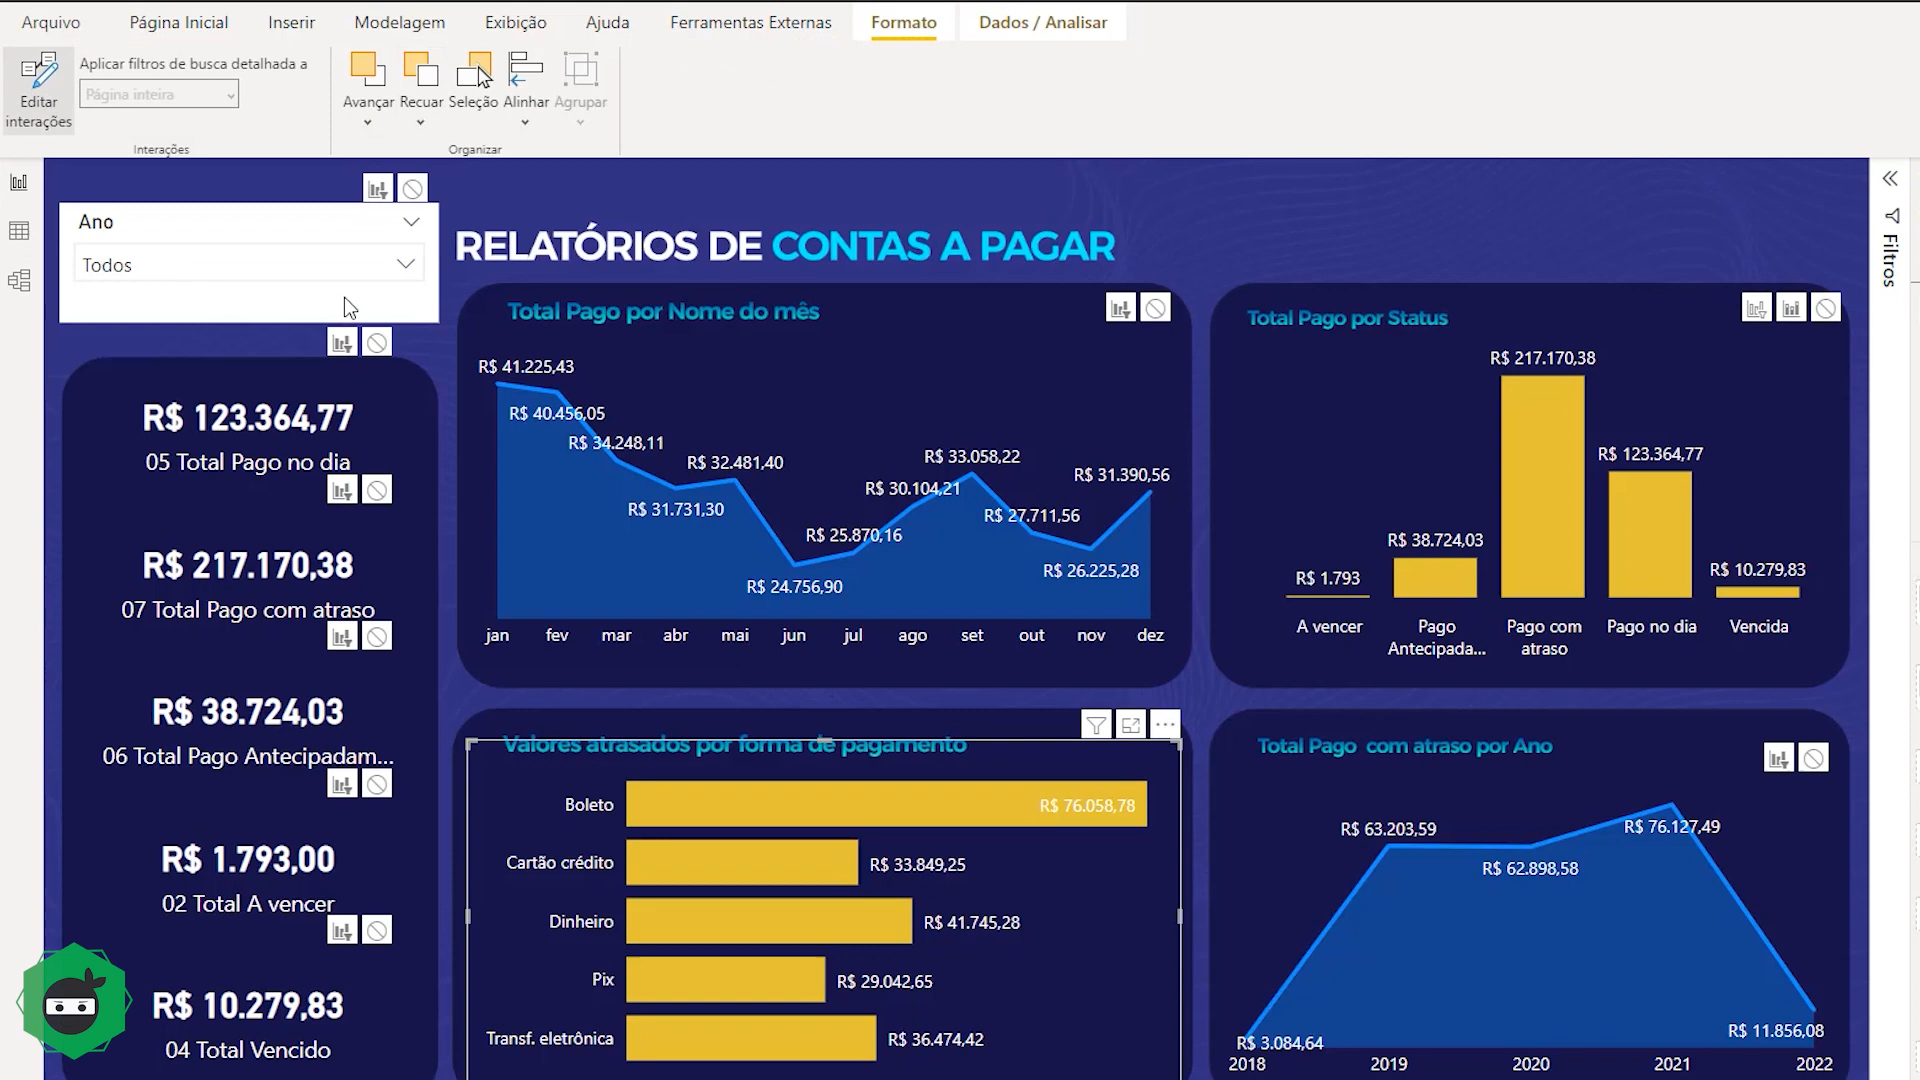 Arquivo
Página Inicial
Inserir
Modelagem
Exibição
Ajuda
Ferramentas Externas
Formato
Dados / Analisar
Editar
interações
Aplicar filtros de busca detalhada a
Página inteira
Interações
Avançar
Recuar
Seleção
Alinhar
Agrupar
Organizar
Ano
Todos
R$ 123.364,77
05 Total Pago no dia
R$ 217.170,38
07 Total Pago com atraso
R$ 38.724,03
06 Total Pago Antecipadam...
R$ 1.793,00
02 Total A vencer
R$ 10.279,83
04 Total Vencido
RELATÓRIOS DE CONTAS A PAGAR
Total Pago por Nome do mês
R$ 41.225,43
R$ 40.456,05
R$ 34.248,11
R$ 31.731,30
R$ 32.481,40
R$ 24.756,90
R$ 25.870,16
R$ 30.104,21
R$ 33.058,22
R$ 27.711,56
R$ 26.225,28
R$ 31.390,56
jan
fev
mar
abr
mai
jun
jul
ago
set
out
nov
dez
Total Pago por Status
R$ 1.793
R$ 38.724,03
R$ 217.170,38
R$ 123.364,77
R$ 10.279,83
A vencer
Pago
Antecipada...
Pago com
atraso
Pago no dia
Vencida
Valores atrasados por forma de pagamento
Boleto
R$ 76.058,78
Cartão crédito
R$ 33.849,25
Dinheiro
R$ 41.745,28
Pix
R$ 29.042,65
Transf. eletrônica
R$ 36.474,42
Total Pago com atraso por Ano
R$ 3.084,64
R$ 63.203,59
R$ 62.898,58
R$ 76.127,49
R$ 11.856,08
2018
2019
2020
2021
2022
Filtros